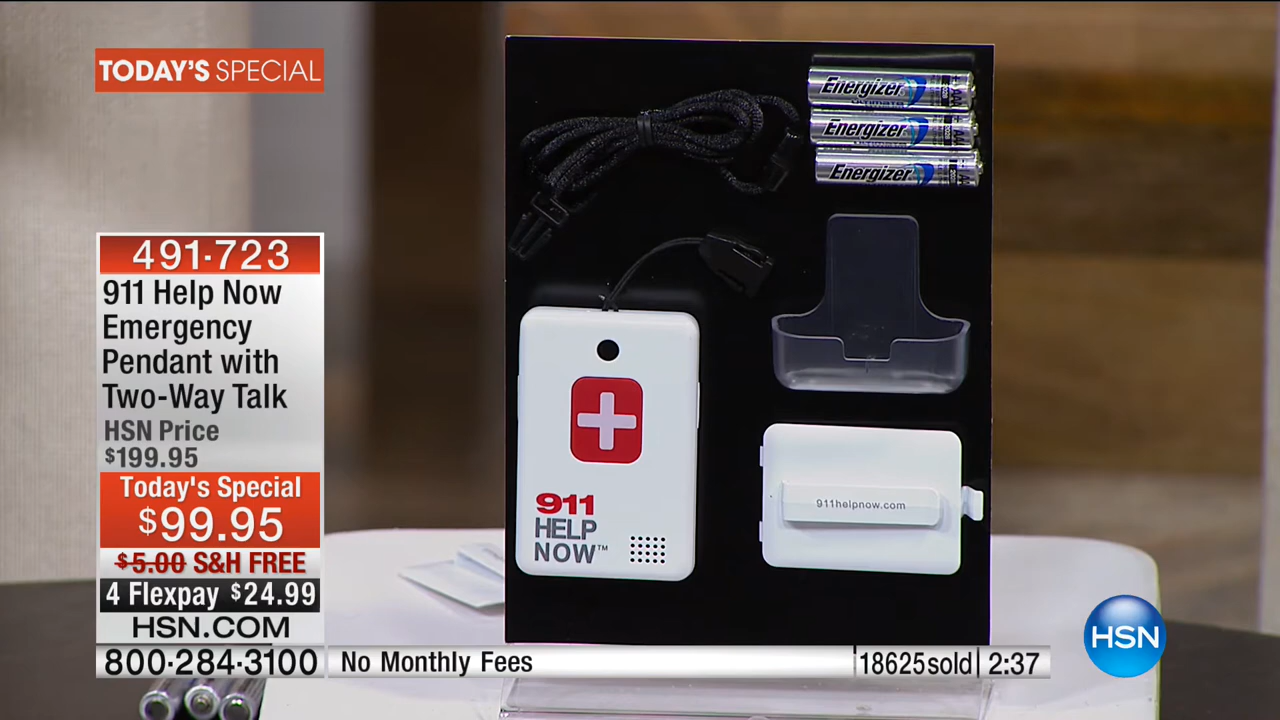 TODAY'S SPECIAL
491·723
911 Help Now
Emergency
Pendant with
Two-Way Talk
HSN Price
$199.95
Today's Special
$99.95
$5.00 S&H FREE
4 Flexpay $24.99
HSN.COM
800·284·3100
No Monthly Fees
18625sold
2:37
HSN
Energizer
Energizer
Energizer
911
HELP
NOW™
911helpnow.com